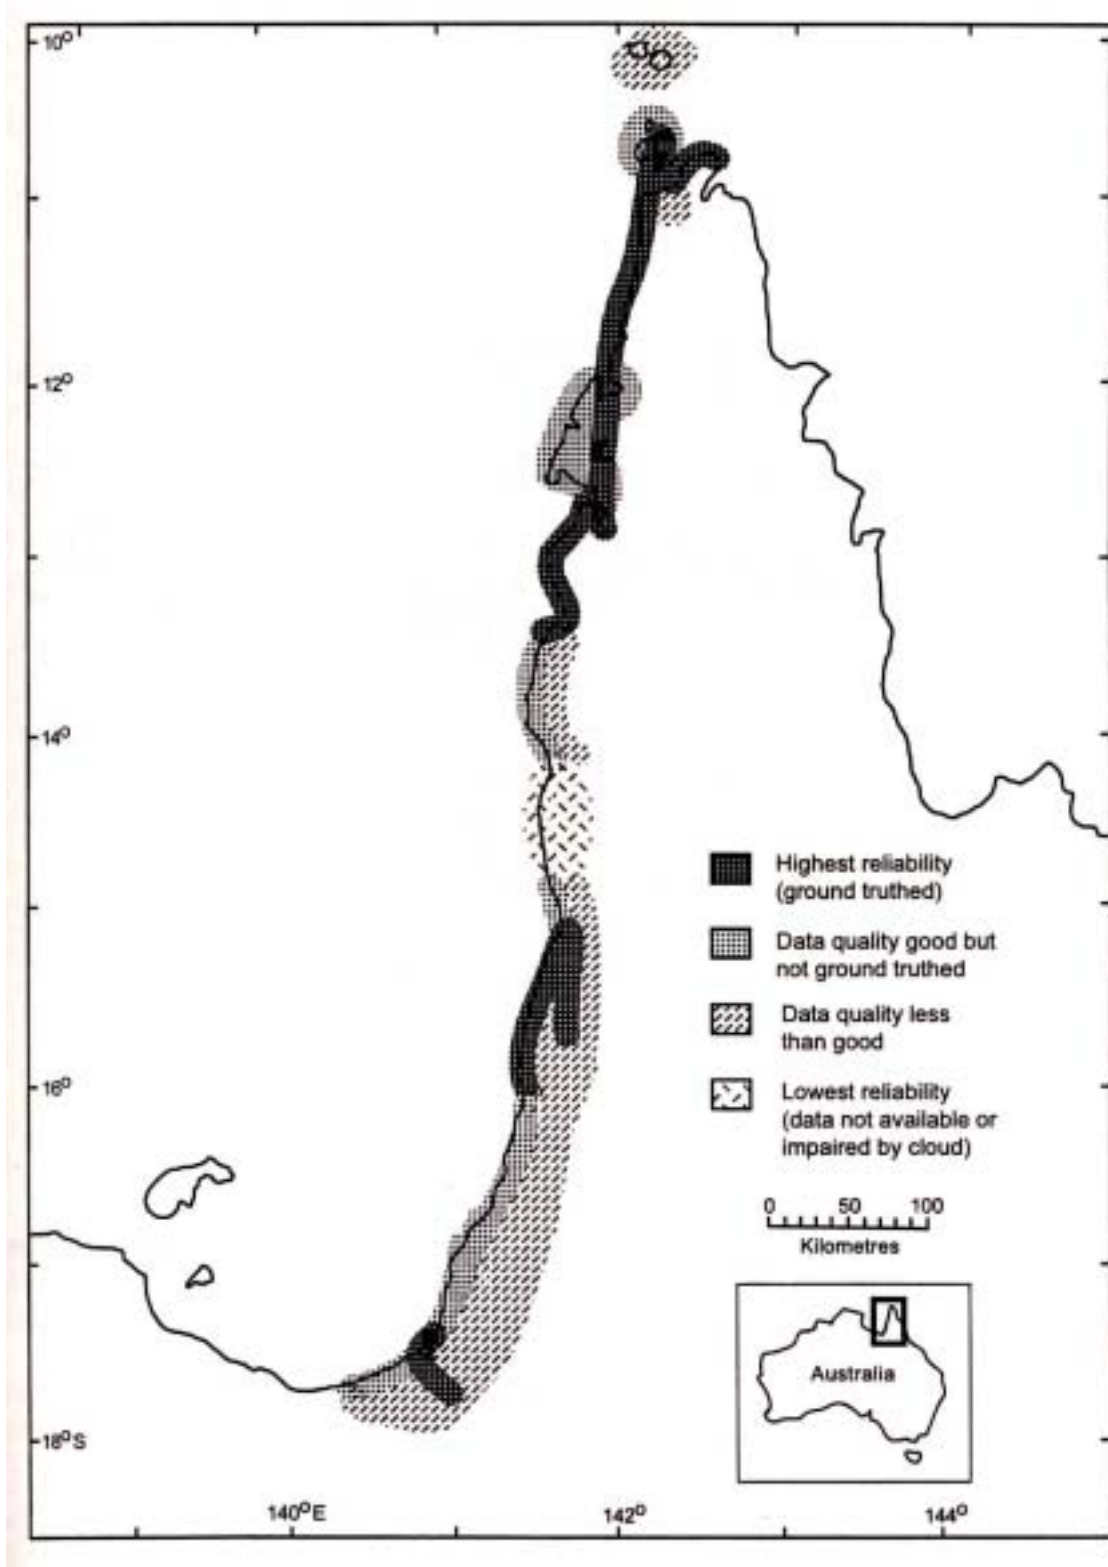 10°
12°
14°
16°
18°S
140°E
142°
144°
Highest reliability
(ground truthed)
Data quality good but
not ground truthed
Data quality less
than good
Lowest reliability
(data not available or
impaired by cloud)
0 50 100
Kilometres
Australia